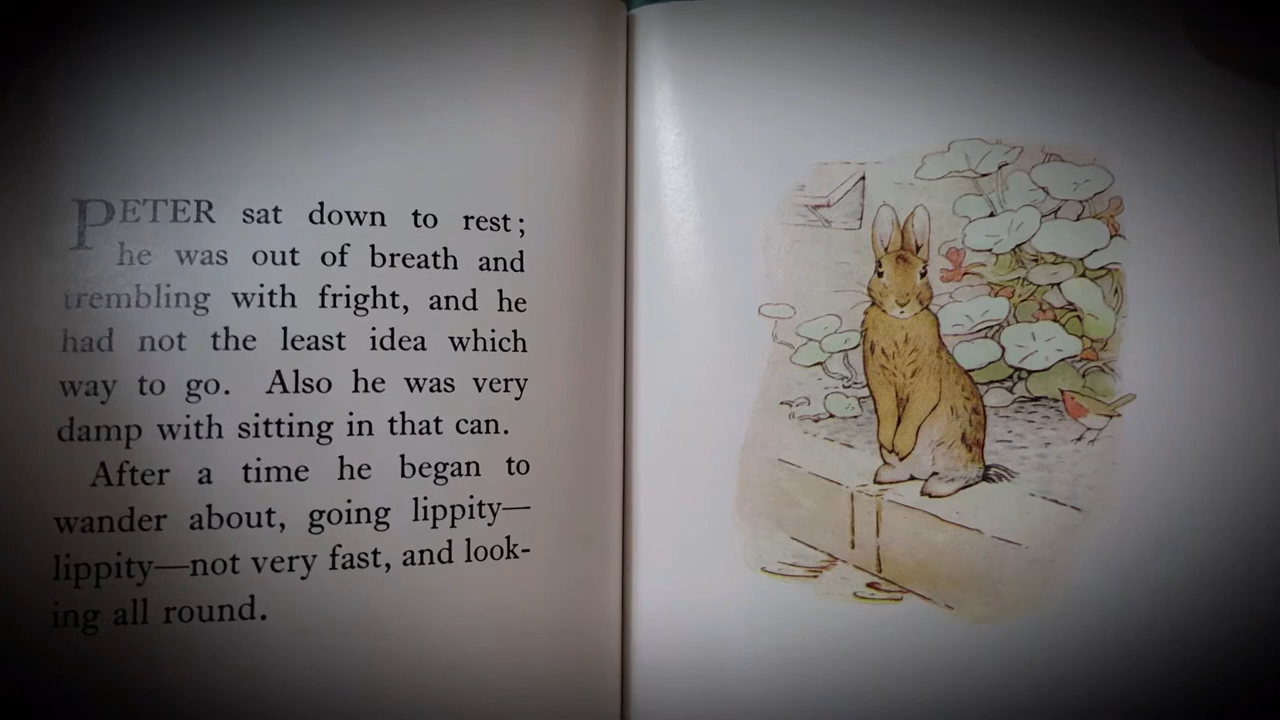 PETER sat down to rest;
he was out of breath and
trembling with fright, and he
had not the least idea which
way to go. Also he was very
damp with sitting in that can.
After a time he began to
wander about, going lippity—
lippity—not very fast, and look-
ing all round.